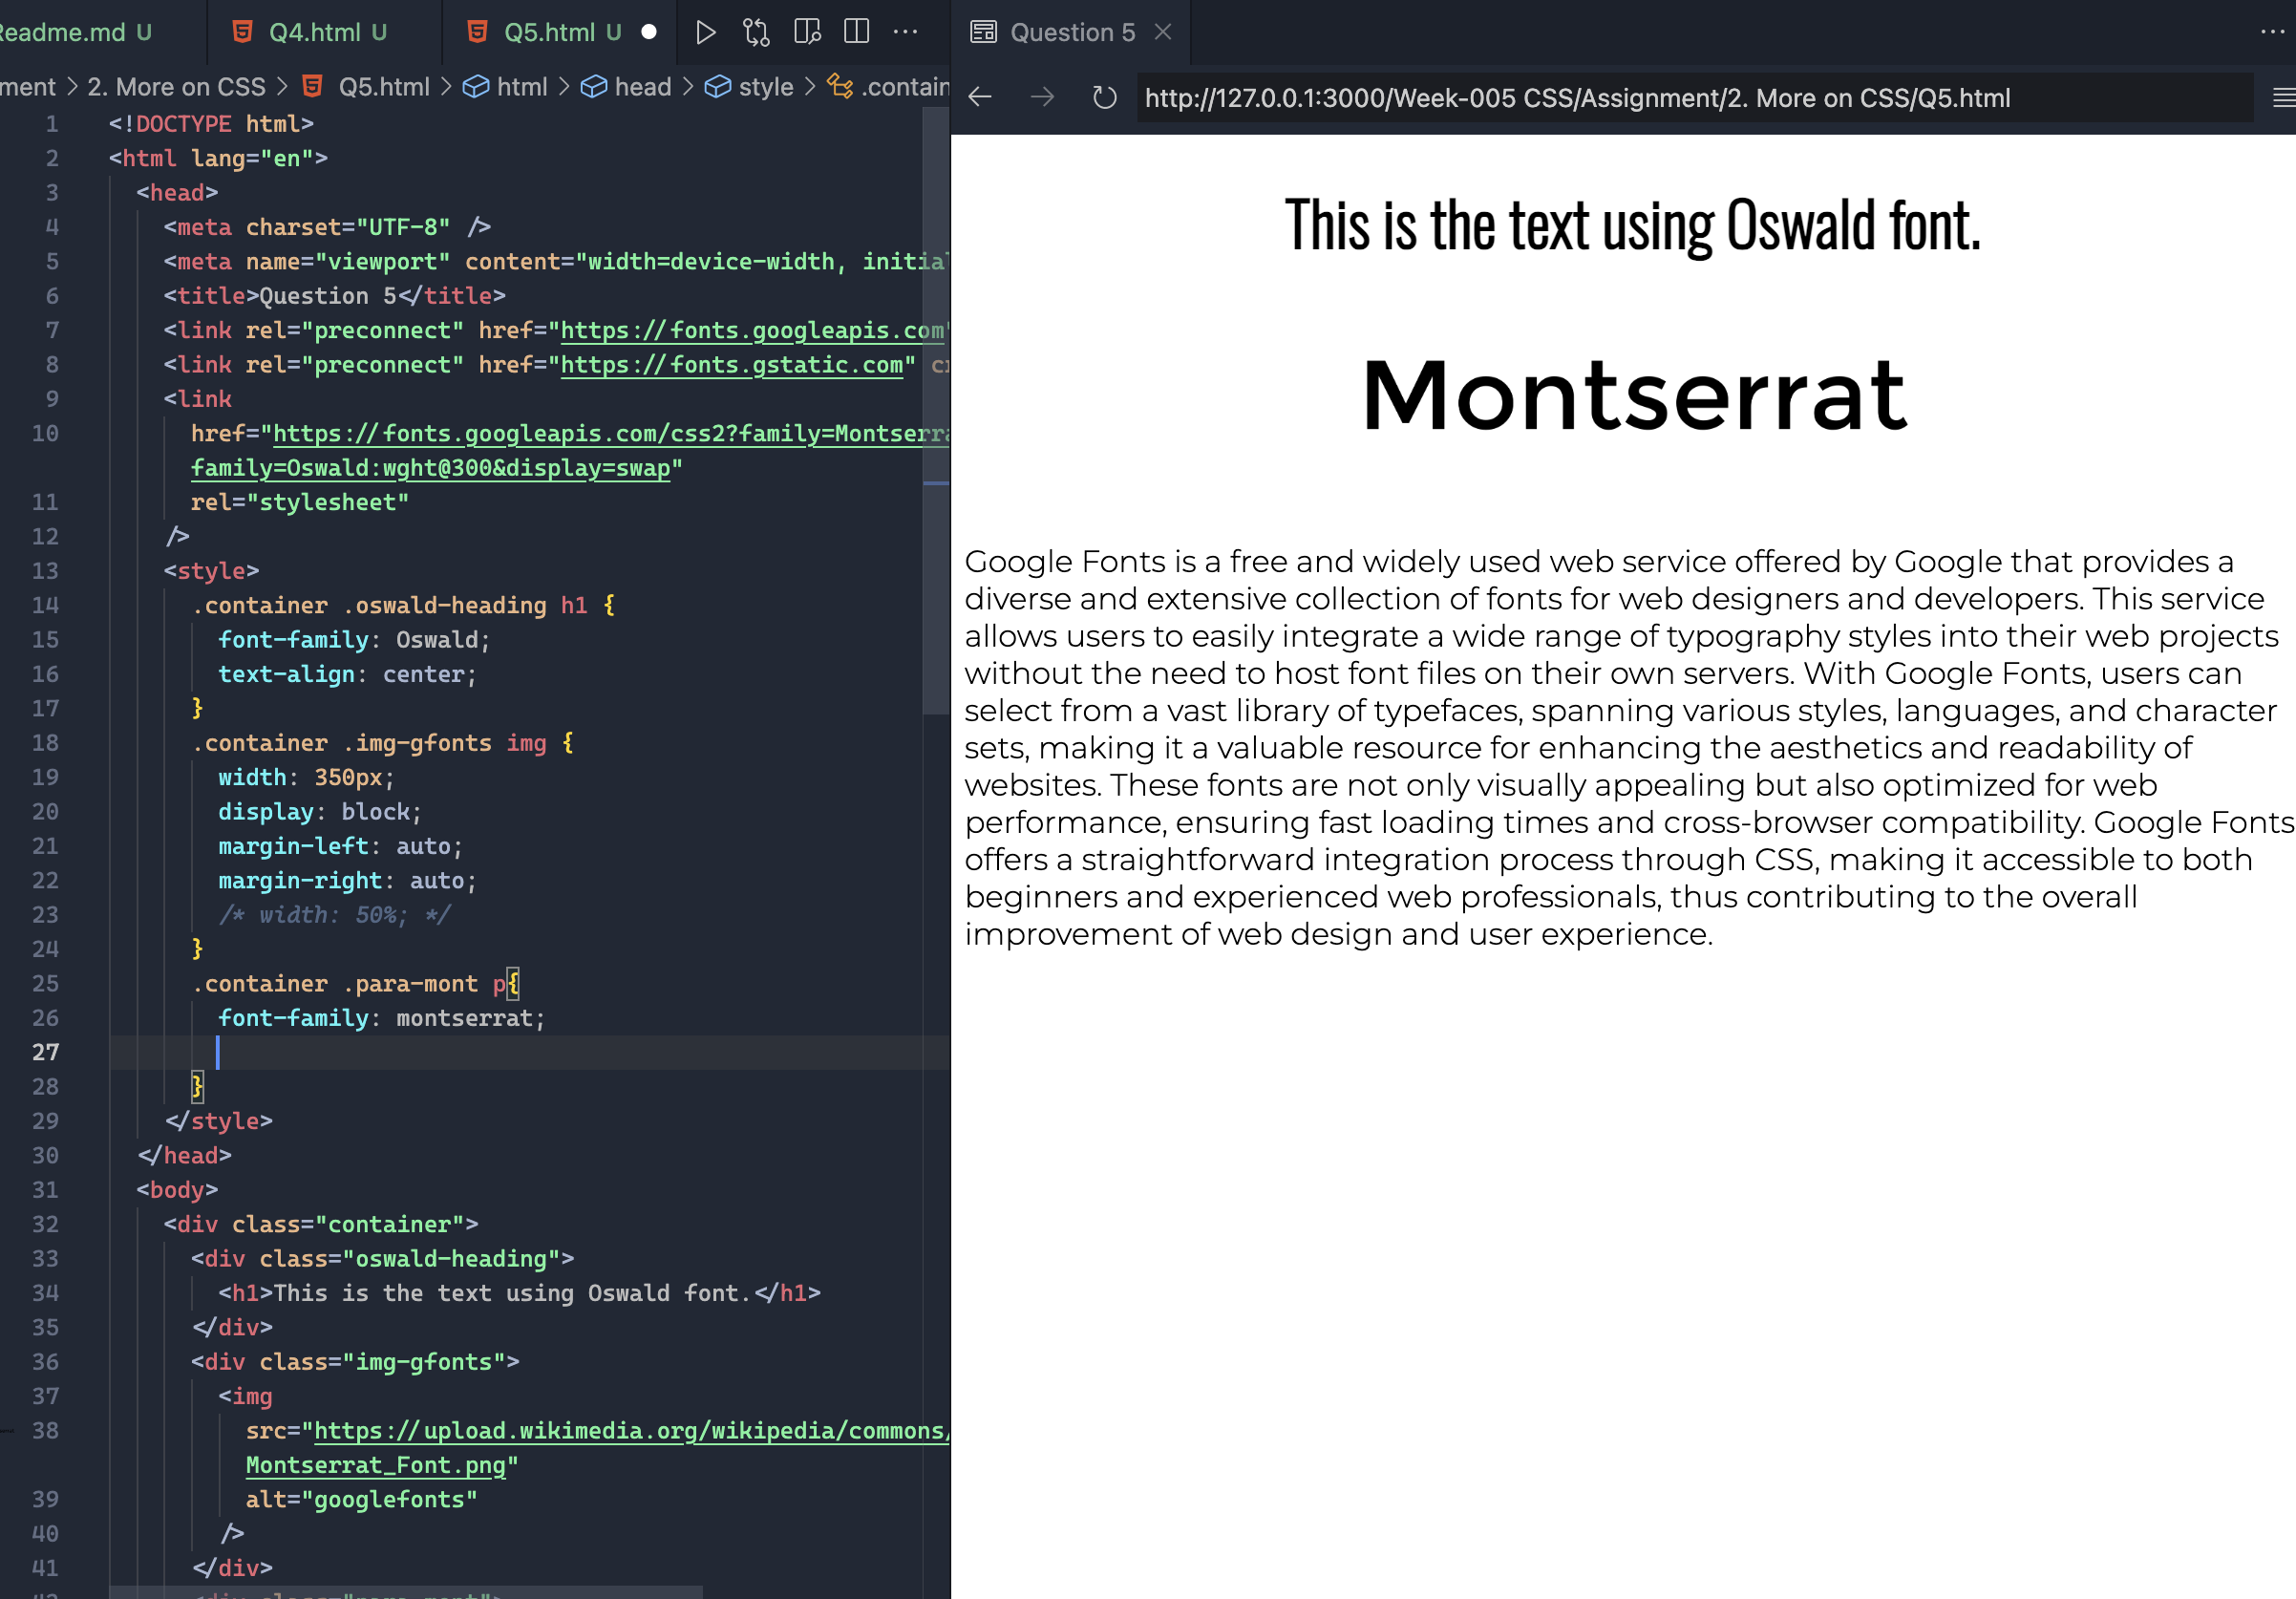 Readme.md U
Q4.html U
Q5.html U
ment > 2. More on CSS > Q5.html > html > head > style > .contain
1 <!DOCTYPE html>
2 <html lang="en">
3 <head>
4 <meta charset="UTF-8" />
5 <meta name="viewport" content="width=device-width, initial
6 <title>Question 5</title>
7 <link rel="preconnect" href="https://fonts.googleapis.com"
8 <link rel="preconnect" href="https://fonts.gstatic.com" cr
9 <link
10 href="https://fonts.googleapis.com/css2?family=Montserra
family=Oswald:wght@300&display=swap"
11 rel="stylesheet"
12 />
13 <style>
14 .container .oswald-heading h1 {
15 font-family: Oswald;
16 text-align: center;
17 }
18 .container .img-gfonts img {
19 width: 350px;
20 display: block;
21 margin-left: auto;
22 margin-right: auto;
23 /* width: 50%; */
24 }
25 .container .para-mont p{
26 font-family: montserrat;
27
28 }
29 </style>
30 </head>
31 <body>
32 <div class="container">
33 <div class="oswald-heading">
34 <h1>This is the text using Oswald font.</h1>
35 </div>
36 <div class="img-gfonts">
37 <img
38 src="https://upload.wikimedia.org/wikipedia/commons/
Montserrat_Font.png"
39 alt="googlefonts"
40 />
41 </div>
Question 5
http://127.0.0.1:3000/Week-005 CSS/Assignment/2. More on CSS/Q5.html
This is the text using Oswald font.
Montserrat
Google Fonts is a free and widely used web service offered by Google that provides a
diverse and extensive collection of fonts for web designers and developers. This service
allows users to easily integrate a wide range of typography styles into their web projects
without the need to host font files on their own servers. With Google Fonts, users can
select from a vast library of typefaces, spanning various styles, languages, and character
sets, making it a valuable resource for enhancing the aesthetics and readability of
websites. These fonts are not only visually appealing but also optimized for web
performance, ensuring fast loading times and cross-browser compatibility. Google Fonts
offers a straightforward integration process through CSS, making it accessible to both
beginners and experienced web professionals, thus contributing to the overall
improvement of web design and user experience.